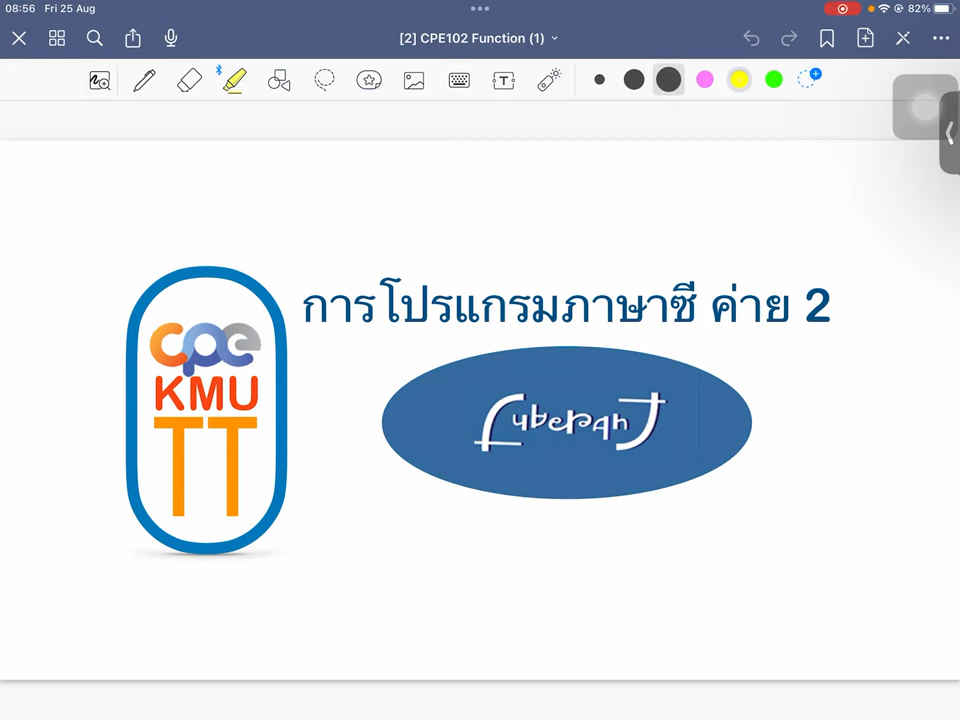 08:56 Fri 25 Aug
82%
[2] CPE102 Function (1)
การโปรแกรมภาษาซี ค่าย 2
cpe
KMU
TT